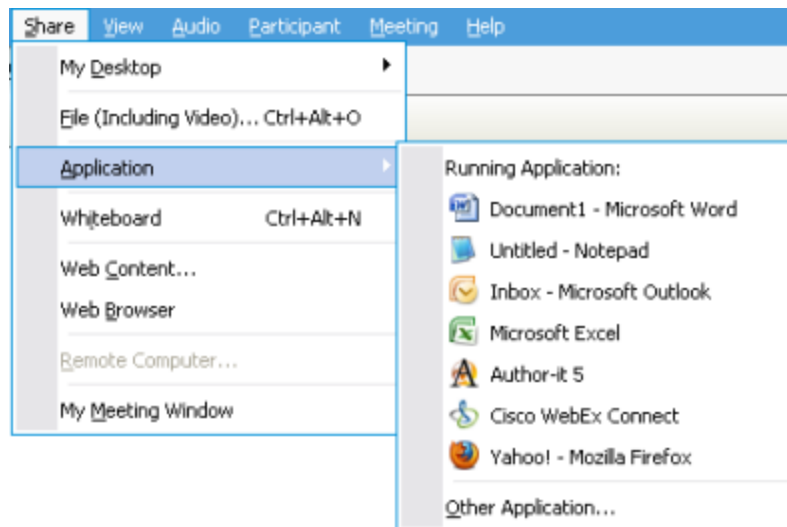 Share View Audio Participant Meeting Help
My Desktop
File (Including Video)... Ctrl+Alt+O
Application
Whiteboard Ctrl+Alt+N
Web Content...
Web Browser
Remote Computer...
My Meeting Window
Running Application:
Document1 - Microsoft Word
Untitled - Notepad
Inbox - Microsoft Outlook
Microsoft Excel
Author-it 5
Cisco WebEx Connect
Yahoo! - Mozilla Firefox
Other Application...